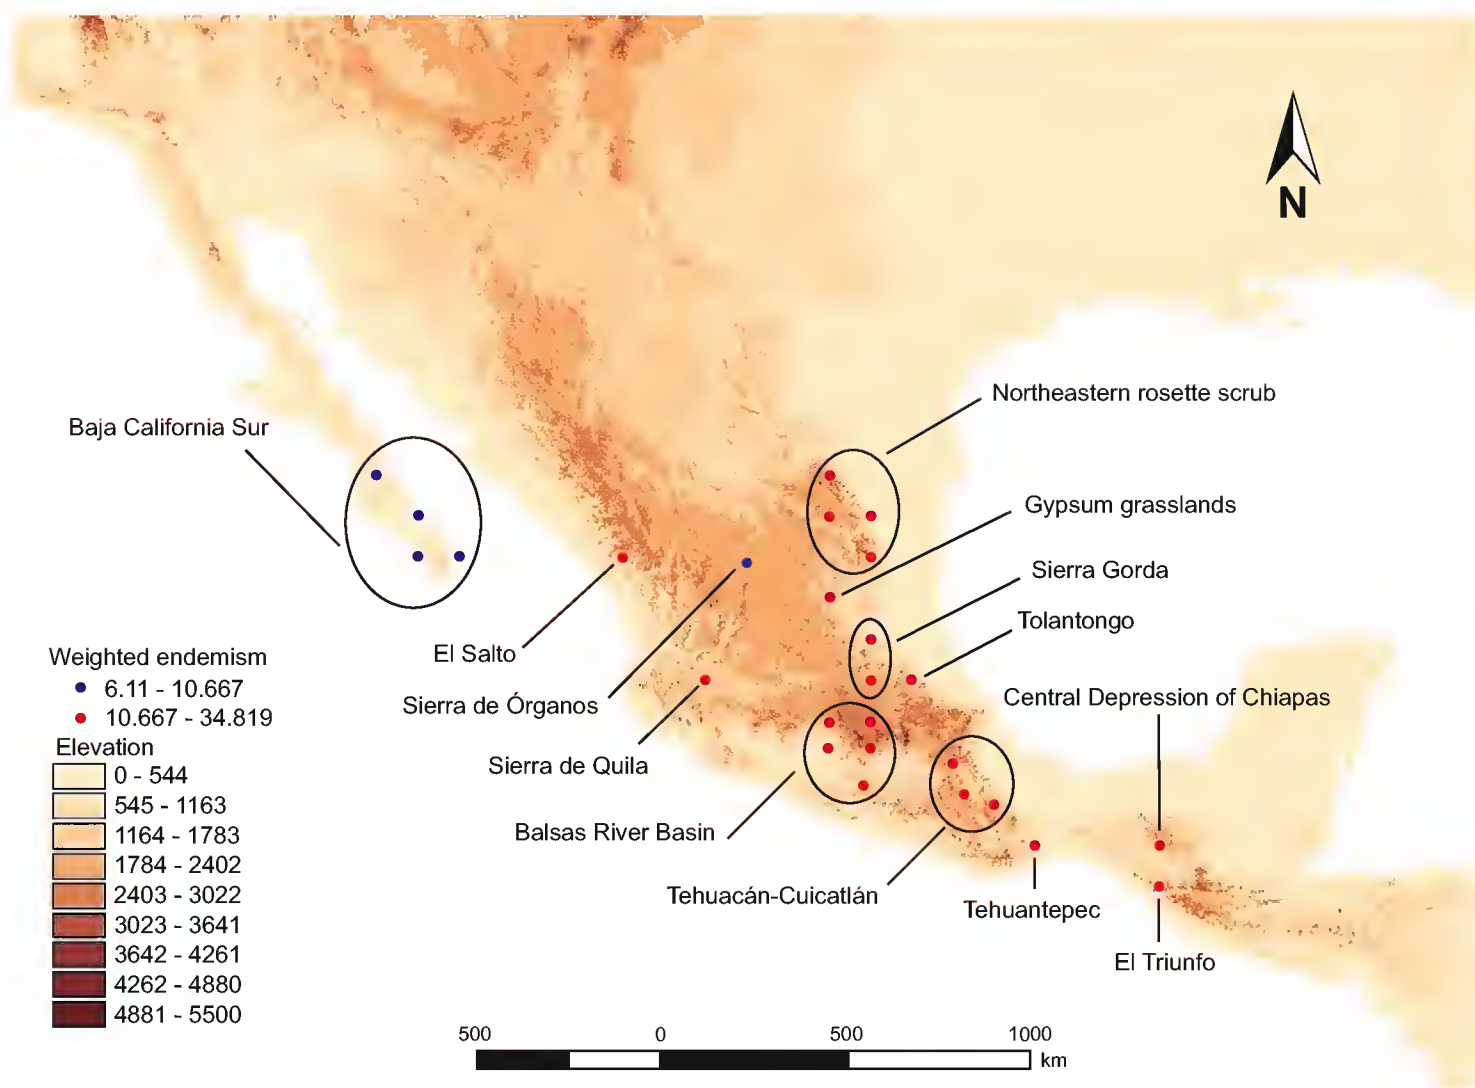 N
Northeastern rosette scrub
Baja California Sur
Gypsum grasslands
Sierra Gorda
Tolantongo
El Salto
Weighted endemism
6.11 - 10.667
10.667 - 34.819
Sierra de Órganos
Central Depression of Chiapas
Sierra de Quila
Elevation
0 - 544
545 - 1163
1164 - 1783
1784 - 2402
2403 - 3022
3023 - 3641
3642 - 4261
4262 - 4880
4881 - 5500
Balsas River Basin
Tehuacán-Cuicatlán
Tehuantepec
El Triunfo
500 0 500 1000
km